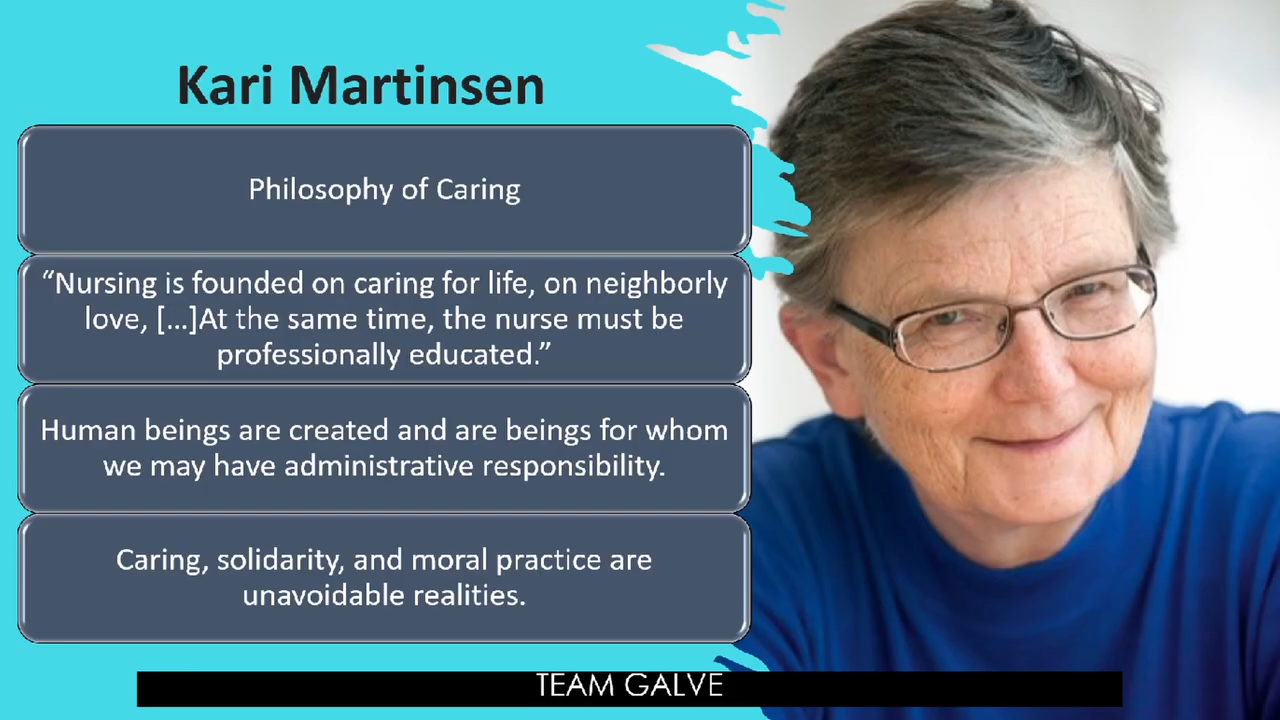 Kari Martinsen
Philosophy of Caring
“Nursing is founded on caring for life, on neighborly
love, [...]At the same time, the nurse must be
professionally educated.”
Human beings are created and are beings for whom
we may have administrative responsibility.
Caring, solidarity, and moral practice are
unavoidable realities.
TEAM GALVE